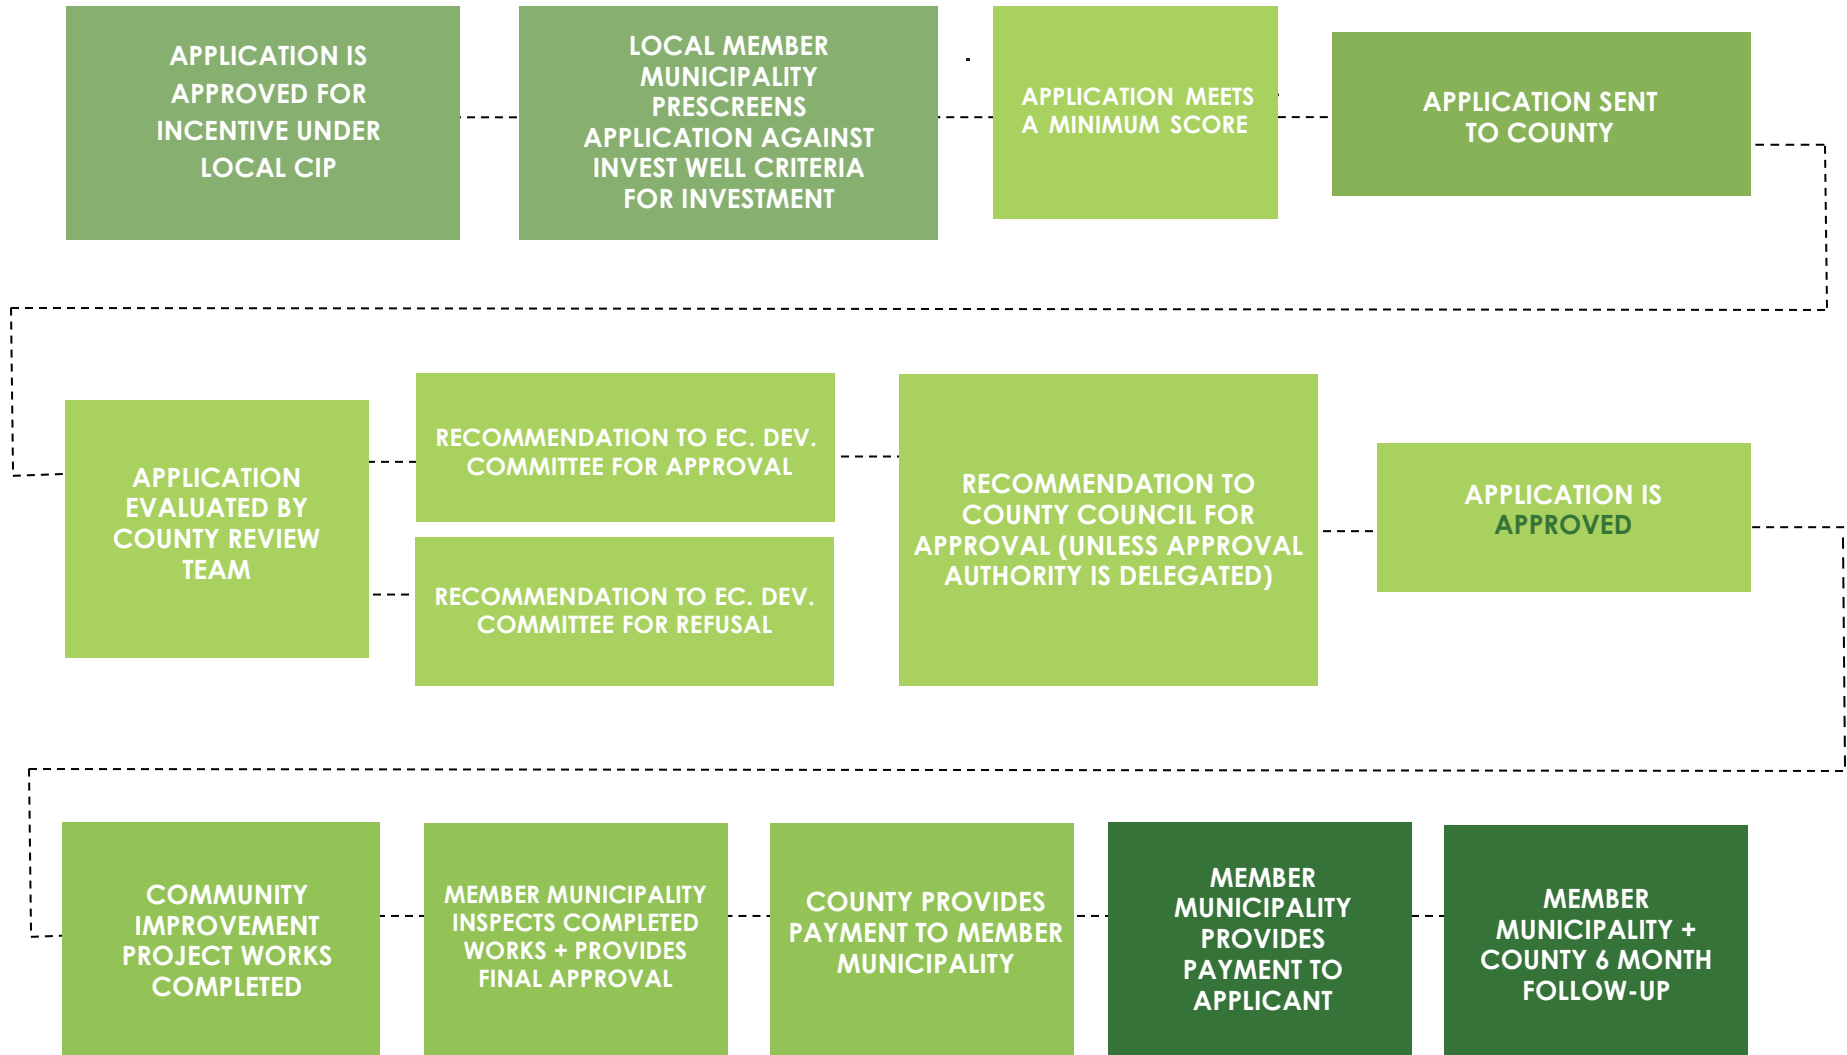 APPLICATION IS
APPROVED FOR
INCENTIVE UNDER
LOCAL CIP
LOCAL MEMBER
MUNICIPALITY
PRESCREENS
APPLICATION AGAINST
INVEST WELL CRITERIA
FOR INVESTMENT
APPLICATION MEETS
A MINIMUM SCORE
APPLICATION SENT
TO COUNTY
APPLICATION
EVALUATED BY
COUNTY REVIEW
TEAM
RECOMMENDATION TO EC. DEV.
COMMITTEE FOR APPROVAL
RECOMMENDATION TO EC. DEV.
COMMITTEE FOR REFUSAL
RECOMMENDATION TO
COUNTY COUNCIL FOR
APPROVAL (UNLESS APPROVAL
AUTHORITY IS DELEGATED)
APPLICATION IS
APPROVED
COMMUNITY
IMPROVEMENT
PROJECT WORKS
COMPLETED
MEMBER MUNICIPALITY
INSPECTS COMPLETED
WORKS + PROVIDES
FINAL APPROVAL
COUNTY PROVIDES
PAYMENT TO MEMBER
MUNICIPALITY
MEMBER
MUNICIPALITY
PROVIDES
PAYMENT TO
APPLICANT
MEMBER
MUNICIPALITY +
COUNTY 6 MONTH
FOLLOW-UP